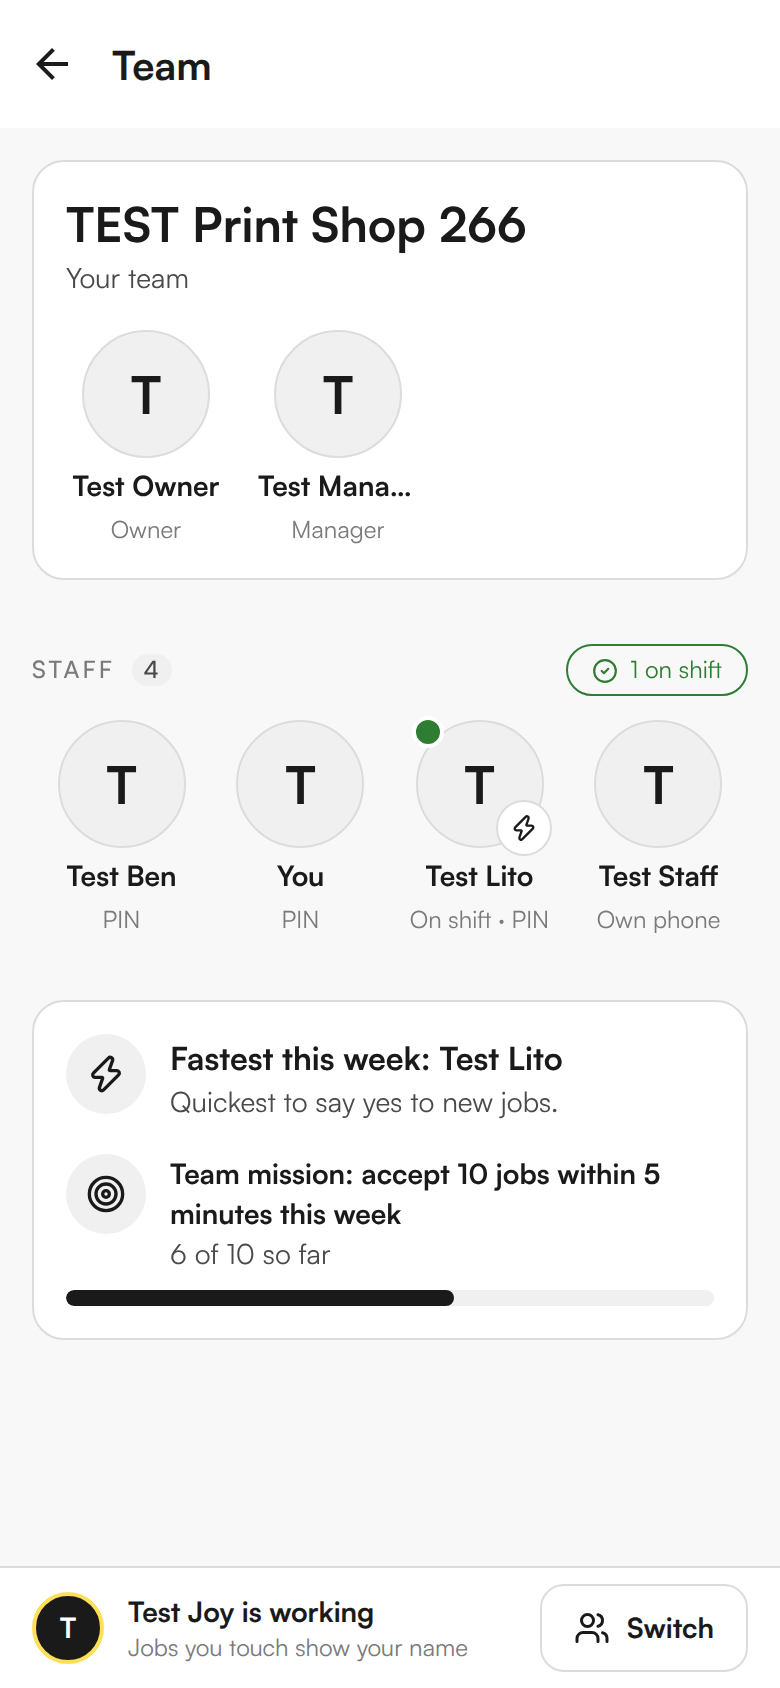 Team
TEST Print Shop 266
Your team
T
T
Test Owner
Test Mana...
Owner
Manager
STAFF 4
1 on shift
T
T
T
T
Test Ben
You
Test Lito
Test Staff
PIN
PIN
On shift · PIN
Own phone
Fastest this week: Test Lito
Quickest to say yes to new jobs.
Team mission: accept 10 jobs within 5
minutes this week
6 of 10 so far
T
Test Joy is working
Jobs you touch show your name
Switch